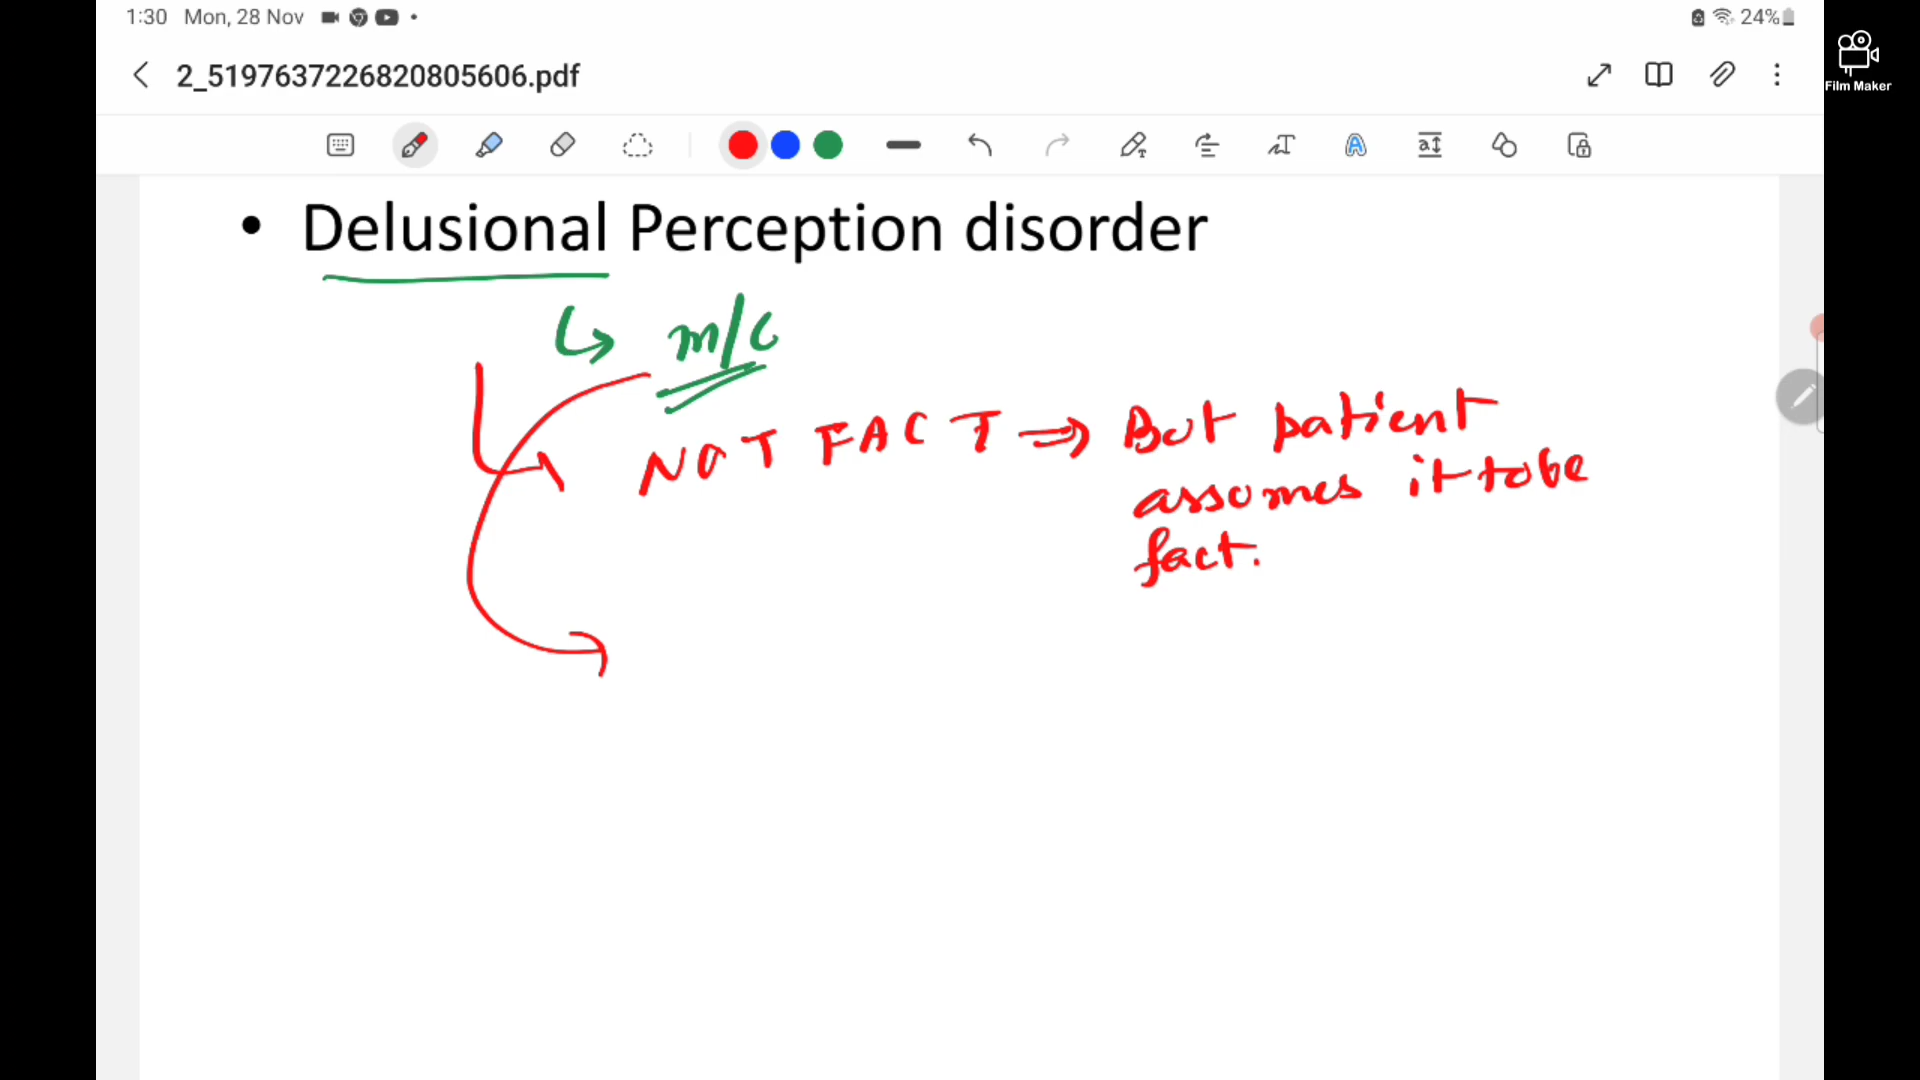 1:30 Mon, 28 Nov
24%
2_5197637226820805606.pdf
Film Maker
• Delusional Perception disorder
m/c
NOT FACT ⇒ But patient
assumes it to be
fact.